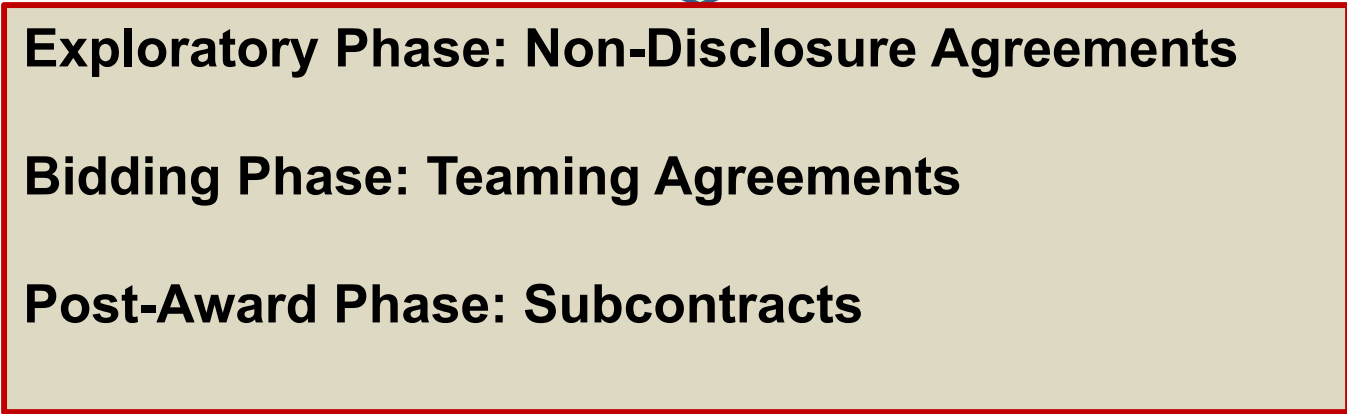 Exploratory Phase: Non-Disclosure Agreements
Bidding Phase: Teaming Agreements
Post-Award Phase: Subcontracts